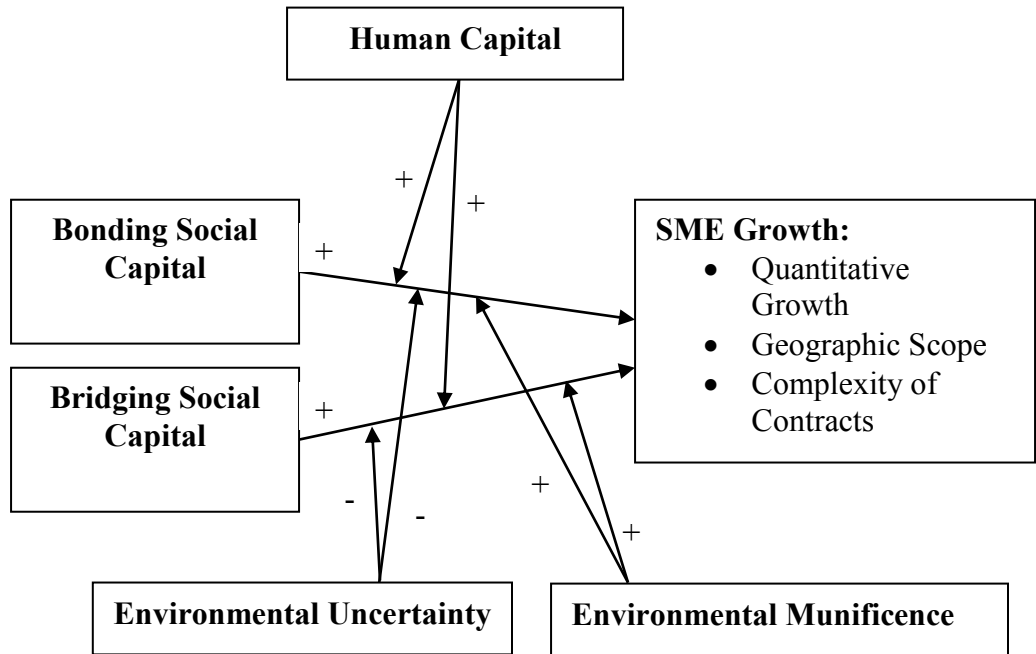 Human Capital
+
+
Bonding Social
Capital
+
SME Growth:
• Quantitative
Growth
• Geographic Scope
• Complexity of
Contracts
Bridging Social
Capital
+
-
-
+
+
Environmental Uncertainty
Environmental Munificence